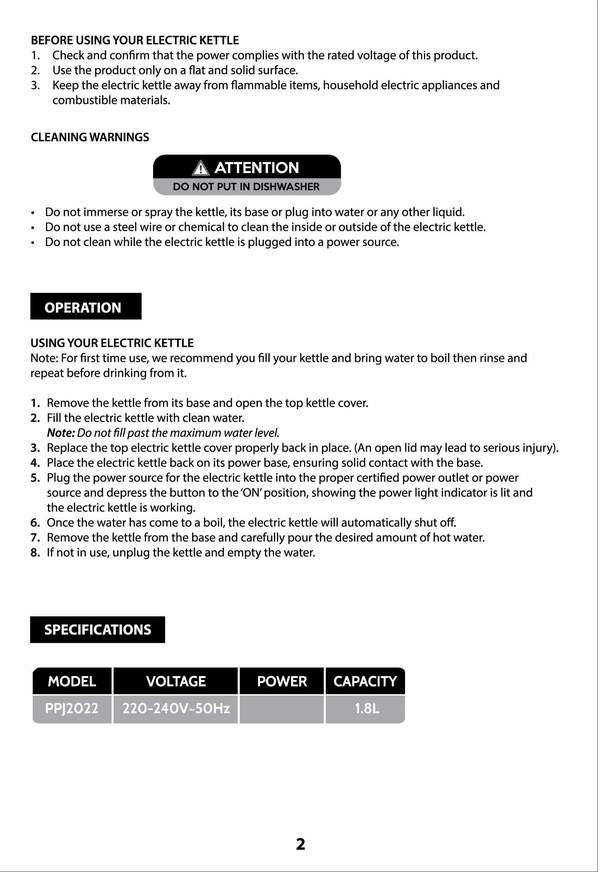 BEFORE USING YOUR ELECTRIC KETTLE
1. Check and confirm that the power complies with the rated voltage of this product.
2. Use the product only on a flat and solid surface.
3. Keep the electric kettle away from flammable items, household electric appliances and
combustible materials.
CLEANING WARNINGS
ATTENTION
DO NOT PUT IN DISHWASHER
• Do not immerse or spray the kettle, its base or plug into water or any other liquid.
• Do not use a steel wire or chemical to clean the inside or outside of the electric kettle.
• Do not clean while the electric kettle is plugged into a power source.
OPERATION
USING YOUR ELECTRIC KETTLE
Note: For first time use, we recommend you fill your kettle and bring water to boil then rinse and
repeat before drinking from it.
1. Remove the kettle from its base and open the top kettle cover.
2. Fill the electric kettle with clean water.
Note: Do not fill past the maximum water level.
3. Replace the top electric kettle cover properly back in place. (An open lid may lead to serious injury).
4. Place the electric kettle back on its power base, ensuring solid contact with the base.
5. Plug the power source for the electric kettle into the proper certified power outlet or power
source and depress the button to the ‘ON’ position, showing the power light indicator is lit and
the electric kettle is working.
6. Once the water has come to a boil, the electric kettle will automatically shut off.
7. Remove the kettle from the base and carefully pour the desired amount of hot water.
8. If not in use, unplug the kettle and empty the water.
SPECIFICATIONS
MODEL VOLTAGE POWER CAPACITY
PPJ2022 220-240V~50Hz 1.8L
2